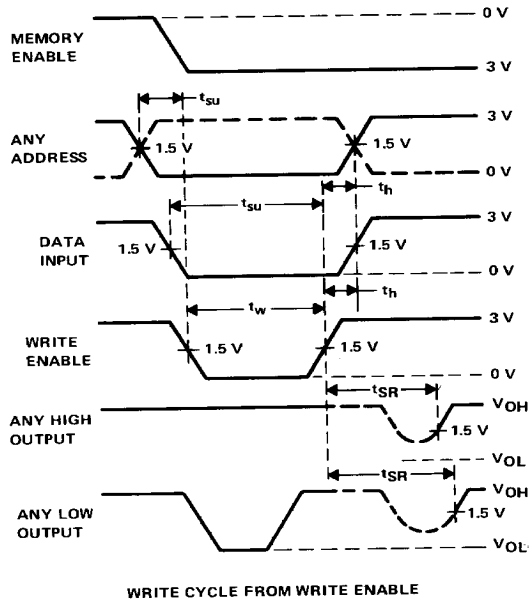 MEMORY
ENABLE
0 V
3 V
tsu
ANY
ADDRESS
1.5 V
1.5 V
3 V
0 V
th
tsu
DATA
INPUT
1.5 V
1.5 V
3 V
0 V
th
tw
WRITE
ENABLE
1.5 V
1.5 V
3 V
0 V
tSR
ANY HIGH
OUTPUT
VOH
1.5 V
VOL
tSR
ANY LOW
OUTPUT
VOH
1.5 V
VOL
WRITE CYCLE FROM WRITE ENABLE